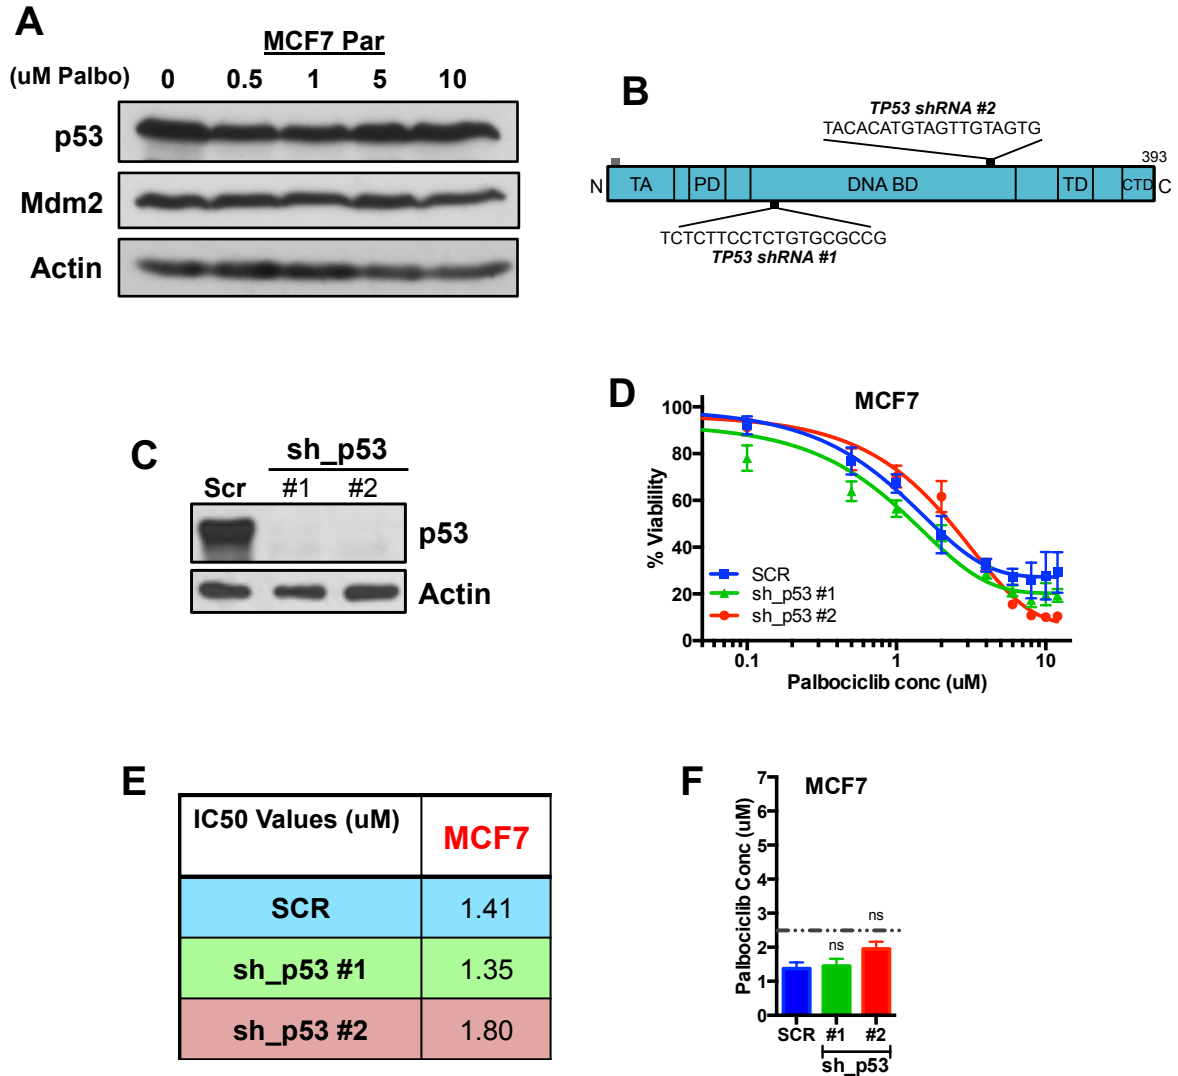 A
MCF7 Par
(uM Palbo) 0 0.5 1 5 10
p53
Mdm2
Actin
B
TP53 shRNA #2
TACACATGTAGTTGTAGTG
393
N TA PD DNA BD TD CTD C
TCTCTTCCTCTGTGCGCCG
TP53 shRNA #1
C
sh_p53
Scr #1 #2
p53
Actin
D
MCF7
100
80
60
40
20
0
% Viablility
SCR
sh_p53 #1
sh_p53 #2
0.1 1 10
Palbociclib conc (uM)
E
IC50 Values (uM) MCF7
SCR 1.41
sh_p53 #1 1.35
sh_p53 #2 1.80
F
MCF7
7
6
5
4
3
2
1
0
Palbociclib Conc (uM)
ns
ns
SCR #1 #2
sh_p53